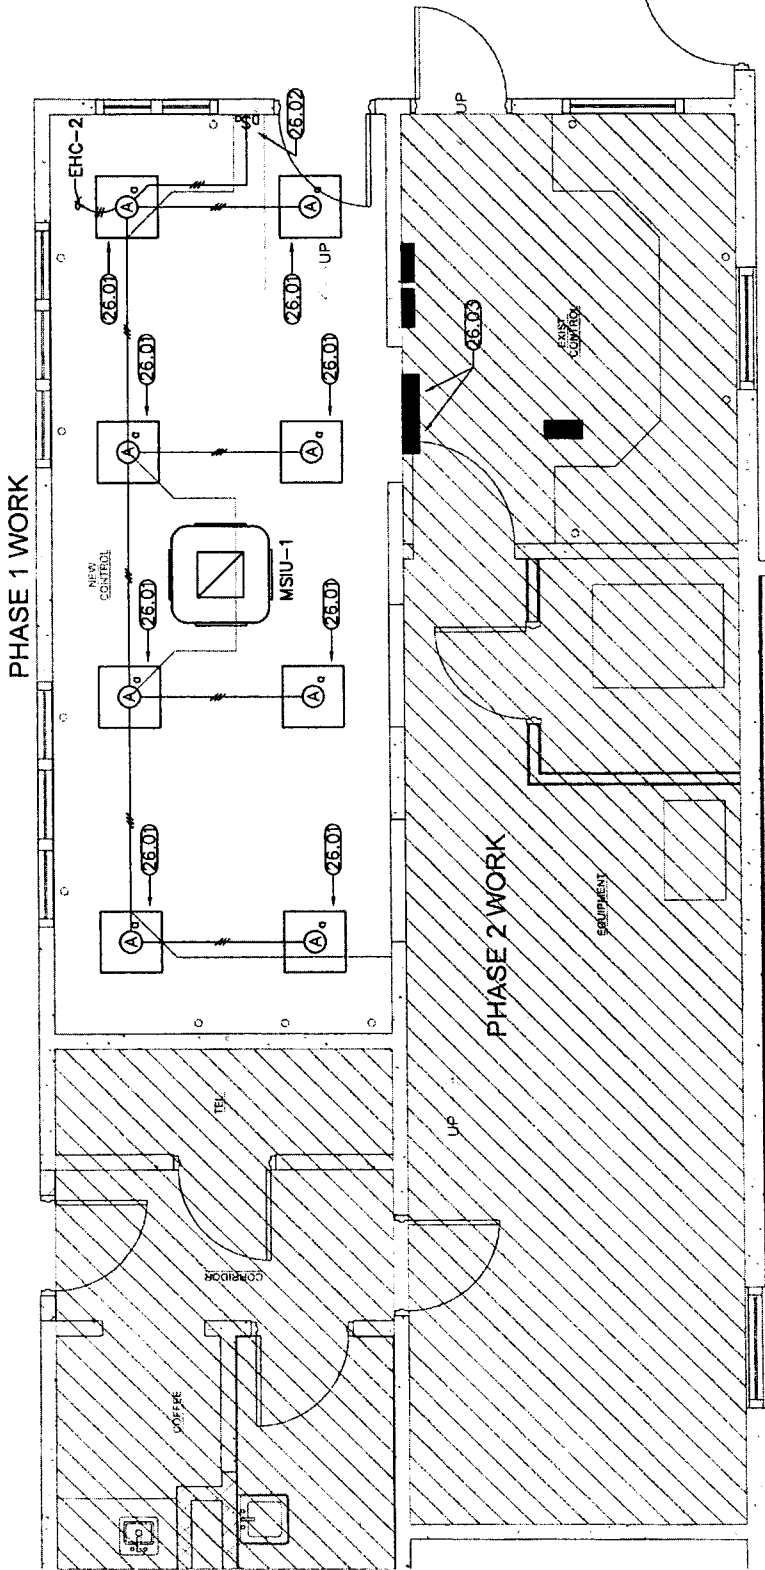 PHASE 1 WORK
EHC-2
26.02
A a
A a
26.01
26.01
UP
UP
26.01
26.01
26.03
A a
A a
EXIST
CONTROL
NEW
CONTROL
MSIU-1
26.01
26.01
A a
A a
26.01
26.01
A a
A a
PHASE 2 WORK
EQUIPMENT
TEL
UP
CORRIDOR
COFFEE